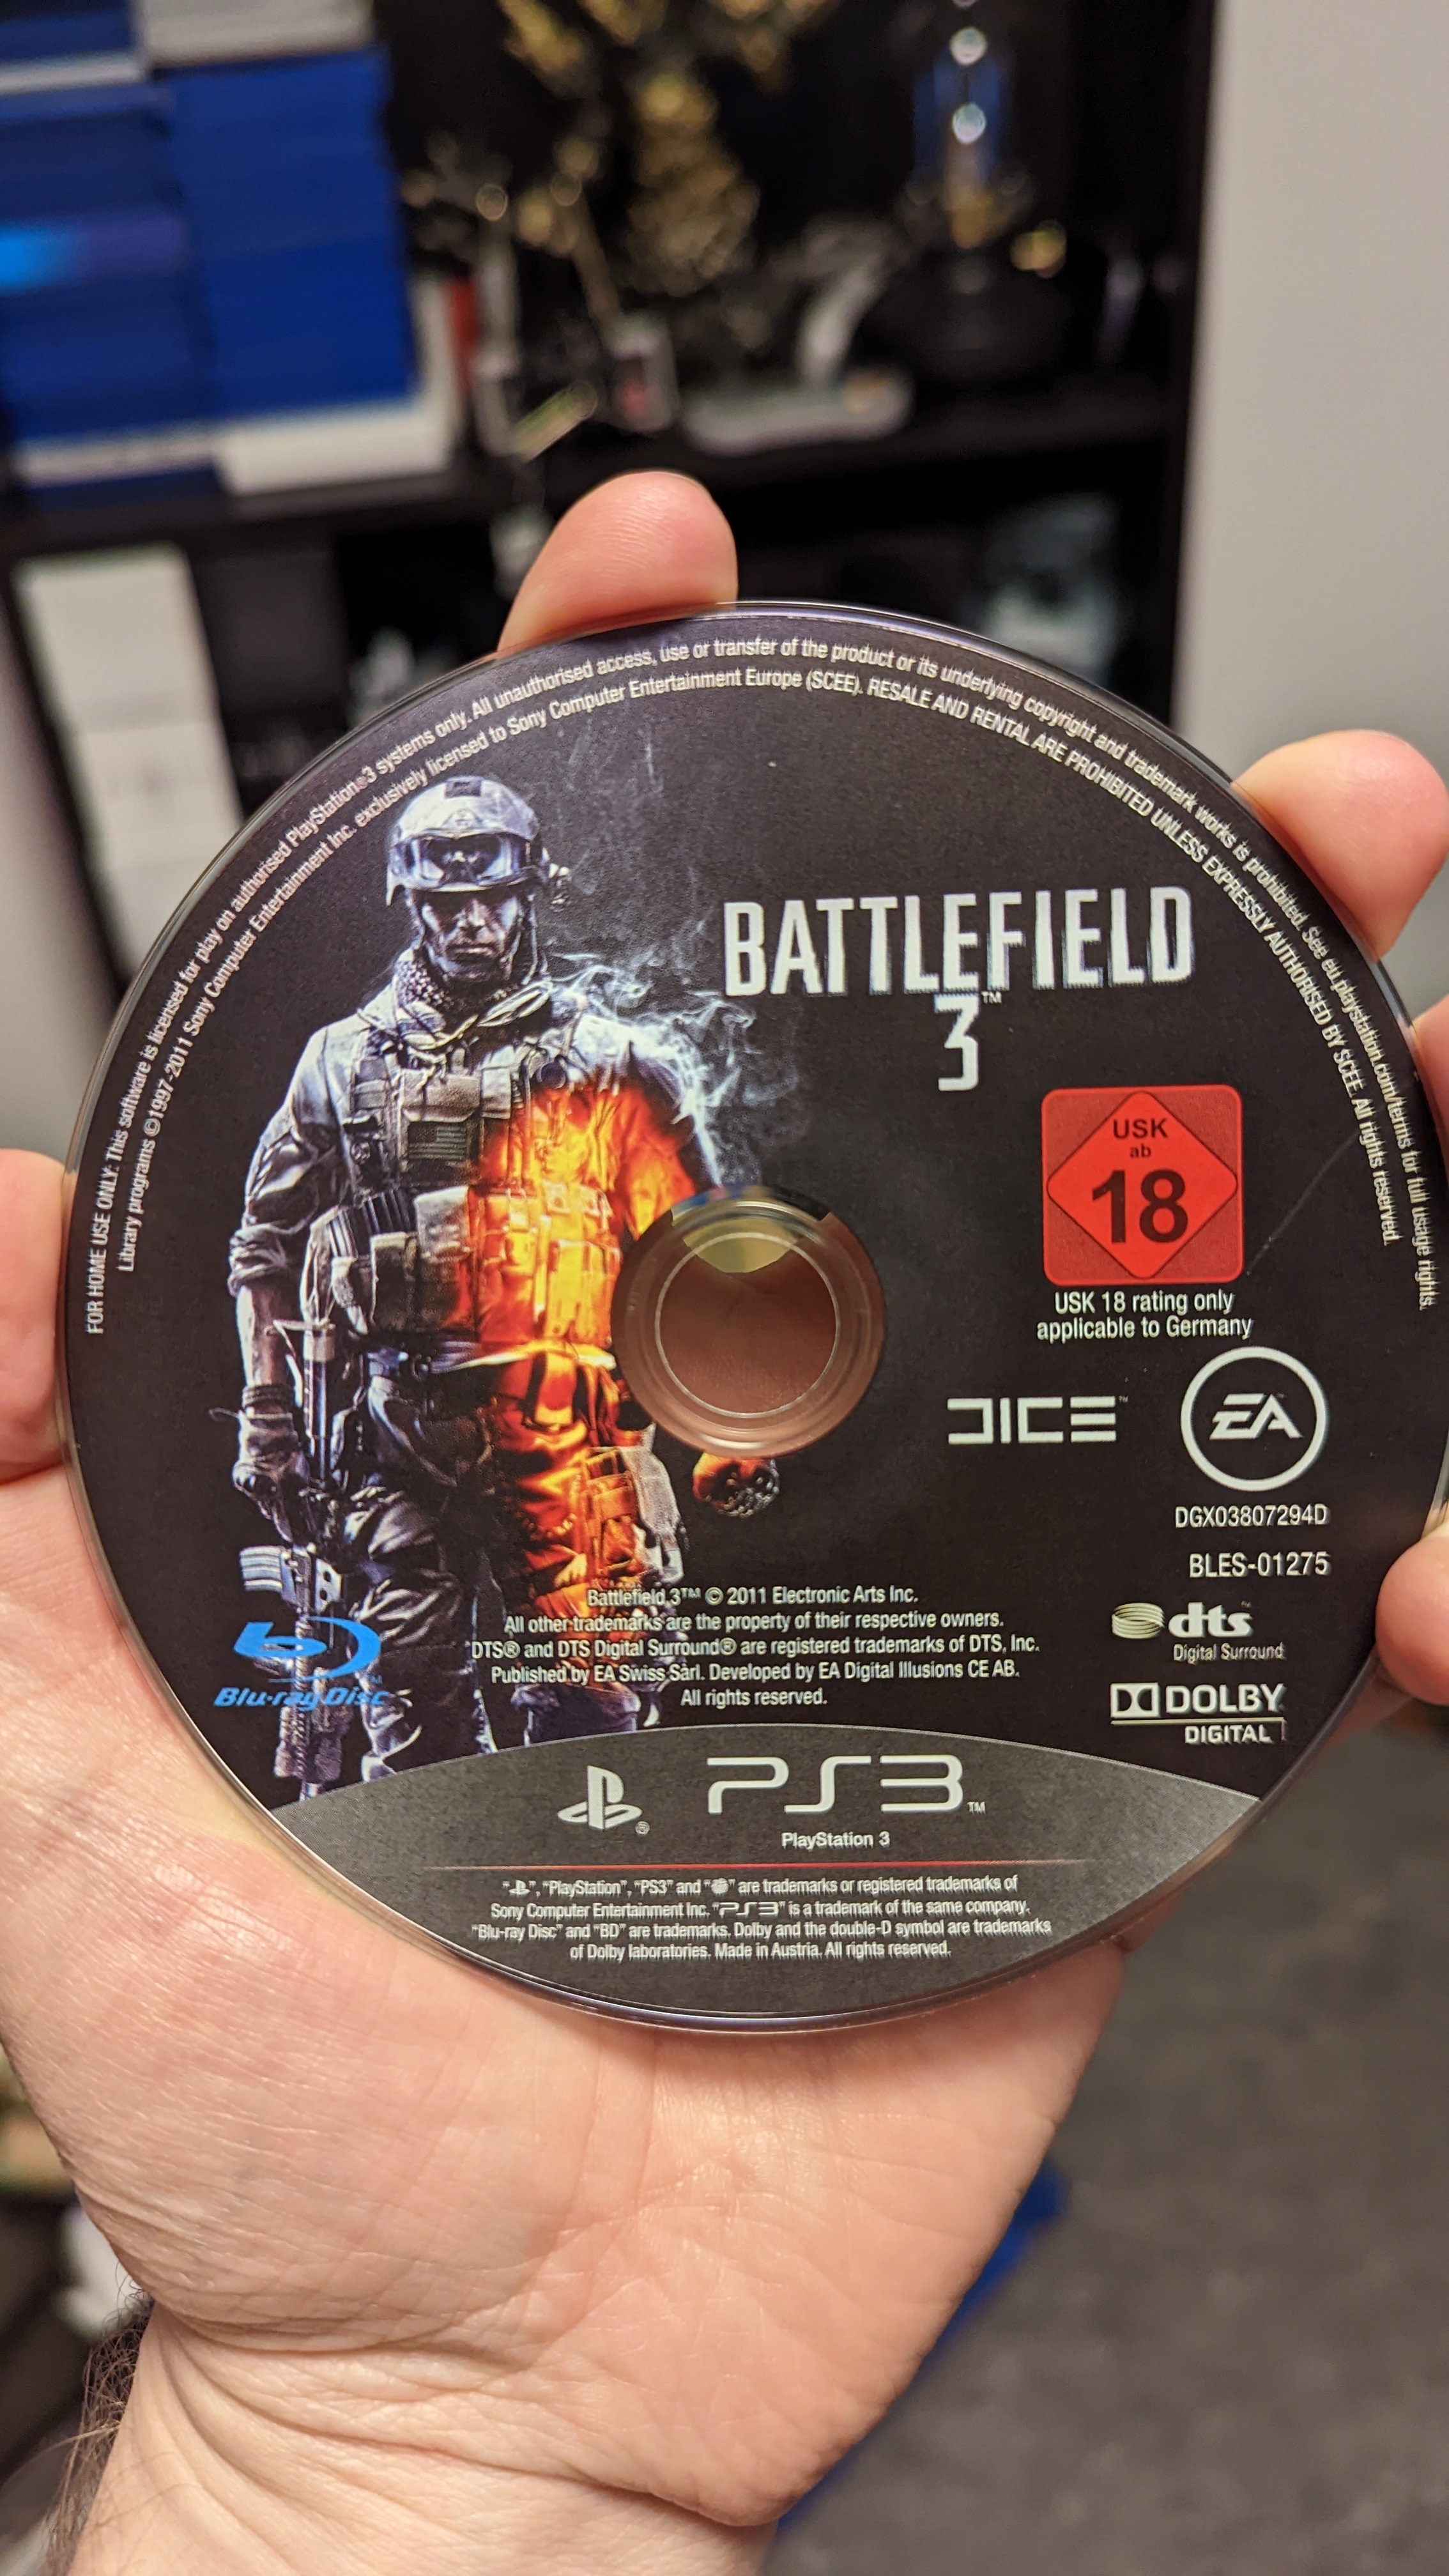 FOR HOME USE ONLY: This software is licensed for play on authorised PlayStation®3 systems only. All unauthorised access, use or transfer of the product or its underlying copyright and trademark works is prohibited. See eu.playstation.com/terms for full usage rights.
Library programs ©1997-2011 Sony Computer Entertainment Inc. exclusively licensed to Sony Computer Entertainment Europe (SCEE). RESALE AND RENTAL ARE PROHIBITED UNLESS EXPRESSLY AUTHORISED BY SCEE. All rights reserved.
BATTLEFIELD
3™
USK
ab
18
USK 18 rating only
applicable to Germany
DICE™
EA
DGX03807294D
BLES-01275
Battlefield 3™ © 2011 Electronic Arts Inc.
All other trademarks are the property of their respective owners.
DTS® and DTS Digital Surround® are registered trademarks of DTS, Inc.
Published by EA Swiss Sàrl. Developed by EA Digital Illusions CE AB.
All rights reserved.
Blu-ray Disc™
dts™
Digital Surround
DOLBY
DIGITAL
® PS3™
PlayStation 3
"", "PlayStation", "PS3" and "" are trademarks or registered trademarks of
Sony Computer Entertainment Inc. "PS3" is a trademark of the same company.
"Blu-ray Disc" and "BD" are trademarks. Dolby and the double-D symbol are trademarks
of Dolby laboratories. Made in Austria. All rights reserved.